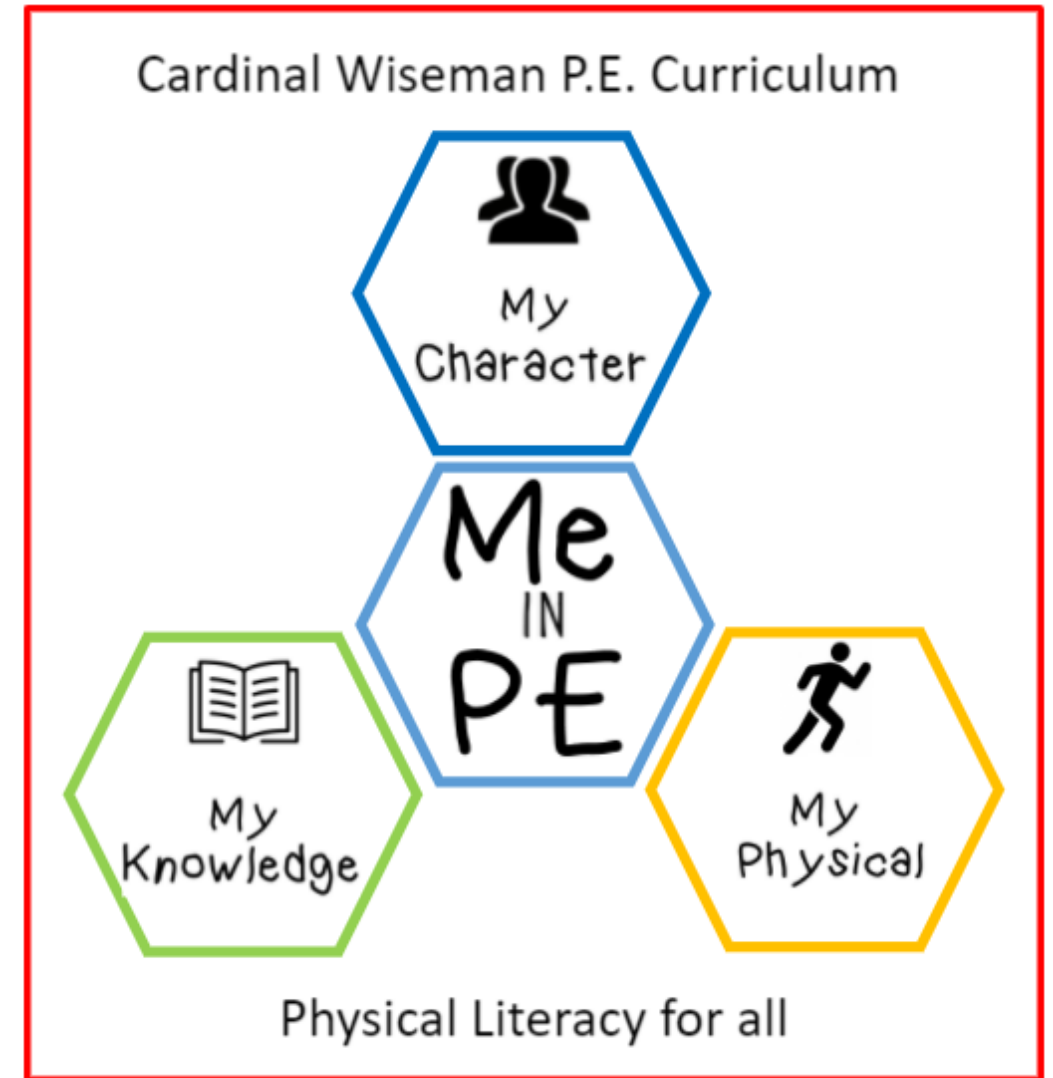 Cardinal Wiseman P.E. Curriculum
My
Character
Me
IN
PE
My
Knowledge
My
Physical
Physical Literacy for all